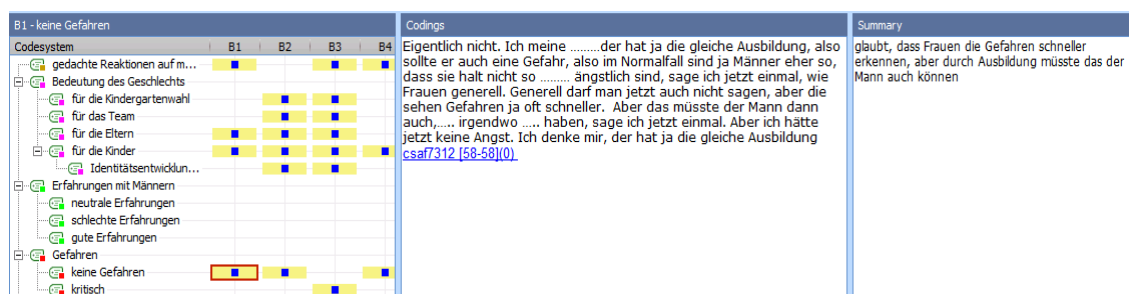 B1 - keine Gefahren
Codesystem B1 B2 B3 B4
gedachte Reaktionen auf m...
Bedeutung des Geschlechts
für die Kindergartenwahl
für das Team
für die Eltern
für die Kinder
Identitätsentwicklun...
Erfahrungen mit Männern
neutrale Erfahrungen
schlechte Erfahrungen
gute Erfahrungen
Gefahren
keine Gefahren
kritisch
Codings
Eigentlich nicht. Ich meine .........der hat ja die gleiche Ausbildung, also
sollte er auch eine Gefahr, also im Normalfall sind ja Männer eher so,
dass sie halt nicht so ......... ängstlich sind, sage ich jetzt einmal, wie
Frauen generell. Generell darf man jetzt auch nicht sagen, aber die
sehen Gefahren ja oft schneller.  Aber das müsste der Mann dann
auch,..... irgendwo ..... haben, sage ich jetzt einmal. Aber ich hätte
jetzt keine Angst. Ich denke mir, der hat ja die gleiche Ausbildung
csaf7312 [58-58](0)
Summary
glaubt, dass Frauen die Gefahren schneller
erkennen, aber durch Ausbildung müsste das der
Mann auch können